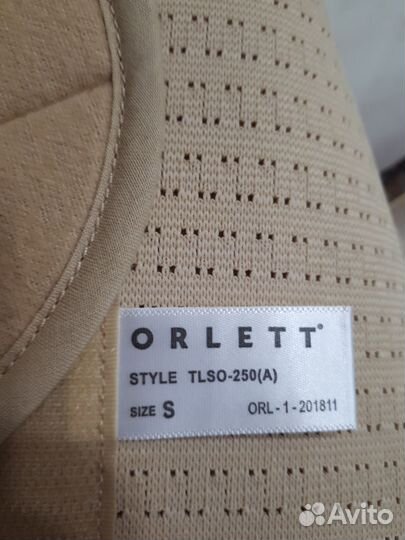 ORLETT®
STYLE TLSO-250(A)
SIZE S ORL-1-201811
Avito